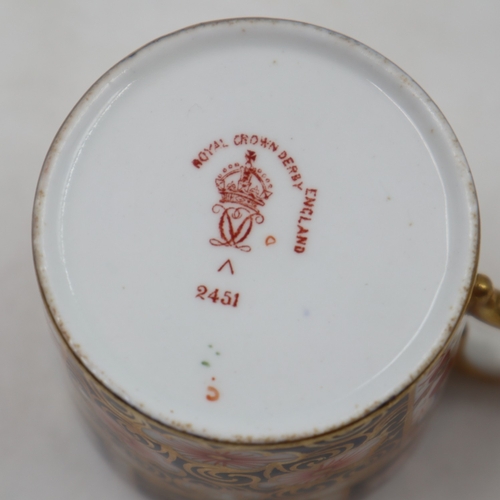 ROYAL CROWN DERBY ENGLAND
2451